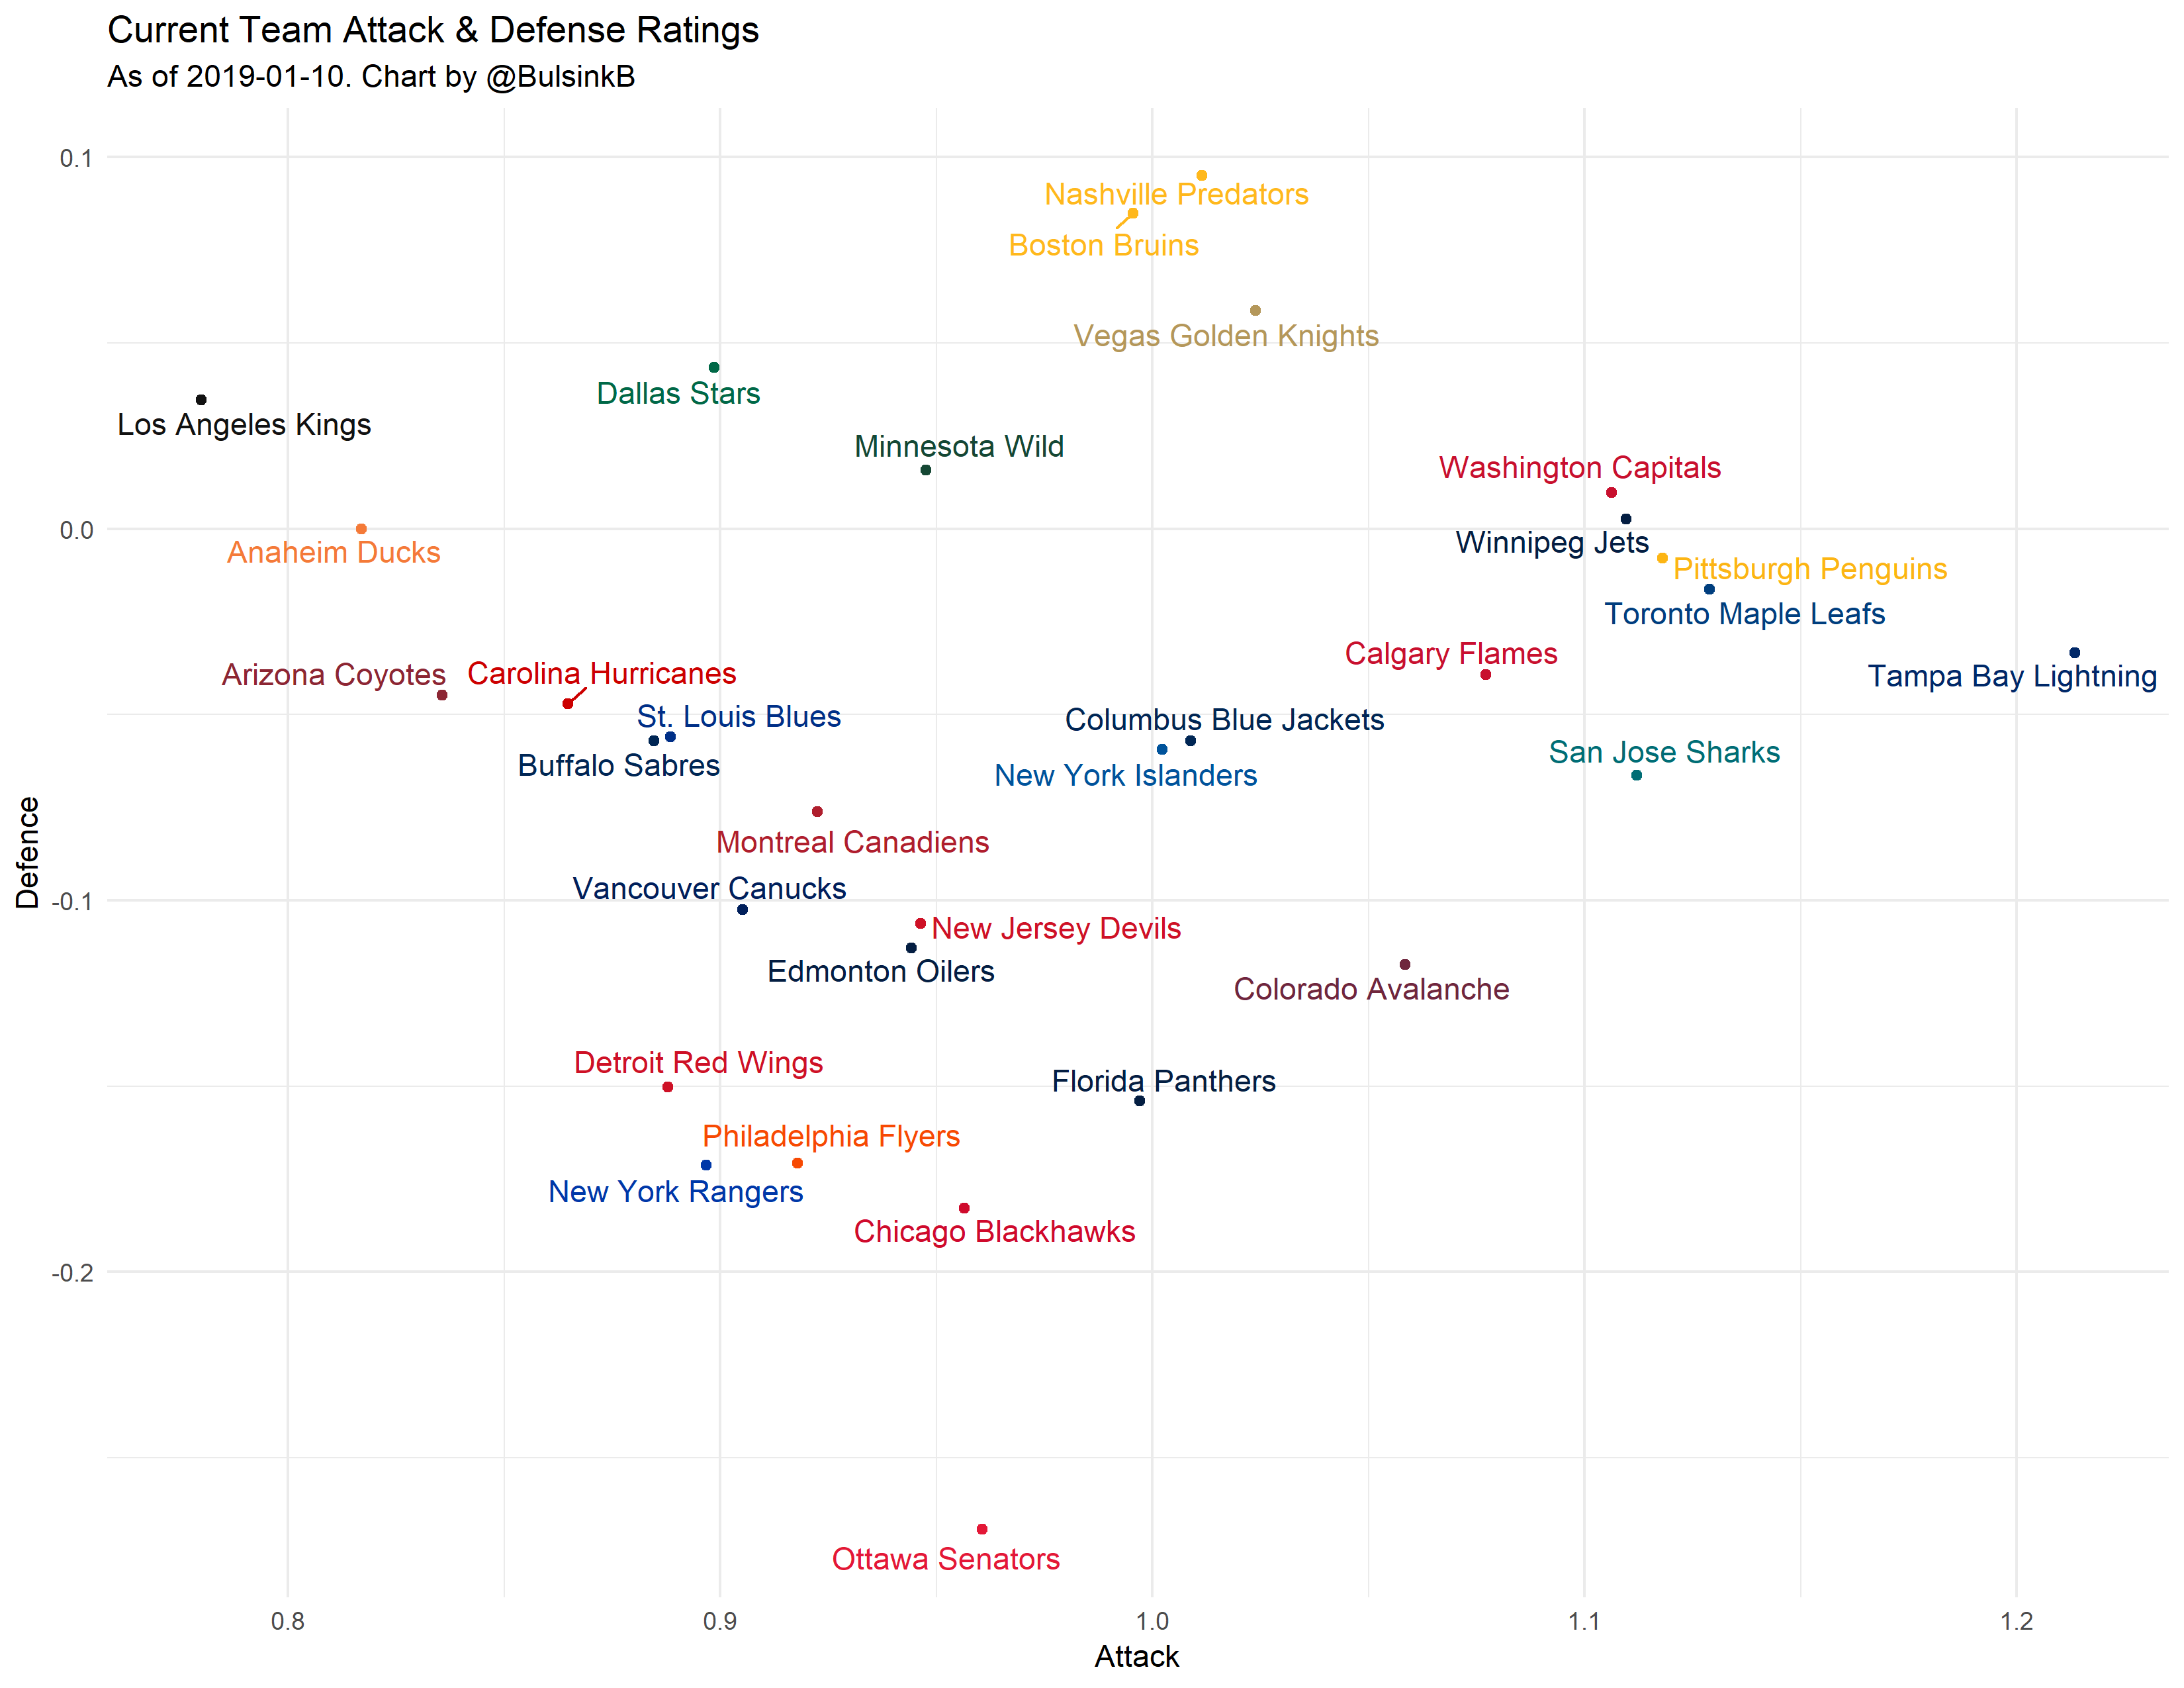 Current Team Attack & Defense Ratings
As of 2019-01-10. Chart by @BulsinkB
0.1
Nashville Predators
Boston Bruins
Vegas Golden Knights
Dallas Stars
Los Angeles Kings
Minnesota Wild
Washington Capitals
0.0
Winnipeg Jets
Anaheim Ducks
Pittsburgh Penguins
Toronto Maple Leafs
Calgary Flames
Arizona Coyotes
Carolina Hurricanes
Tampa Bay Lightning
St. Louis Blues
Columbus Blue Jackets
San Jose Sharks
Buffalo Sabres
New York Islanders
Montreal Canadiens
Defence
Vancouver Canucks
-0.1
New Jersey Devils
Edmonton Oilers
Colorado Avalanche
Detroit Red Wings
Florida Panthers
Philadelphia Flyers
New York Rangers
Chicago Blackhawks
-0.2
Ottawa Senators
0.8
0.9
1.0
1.1
1.2
Attack